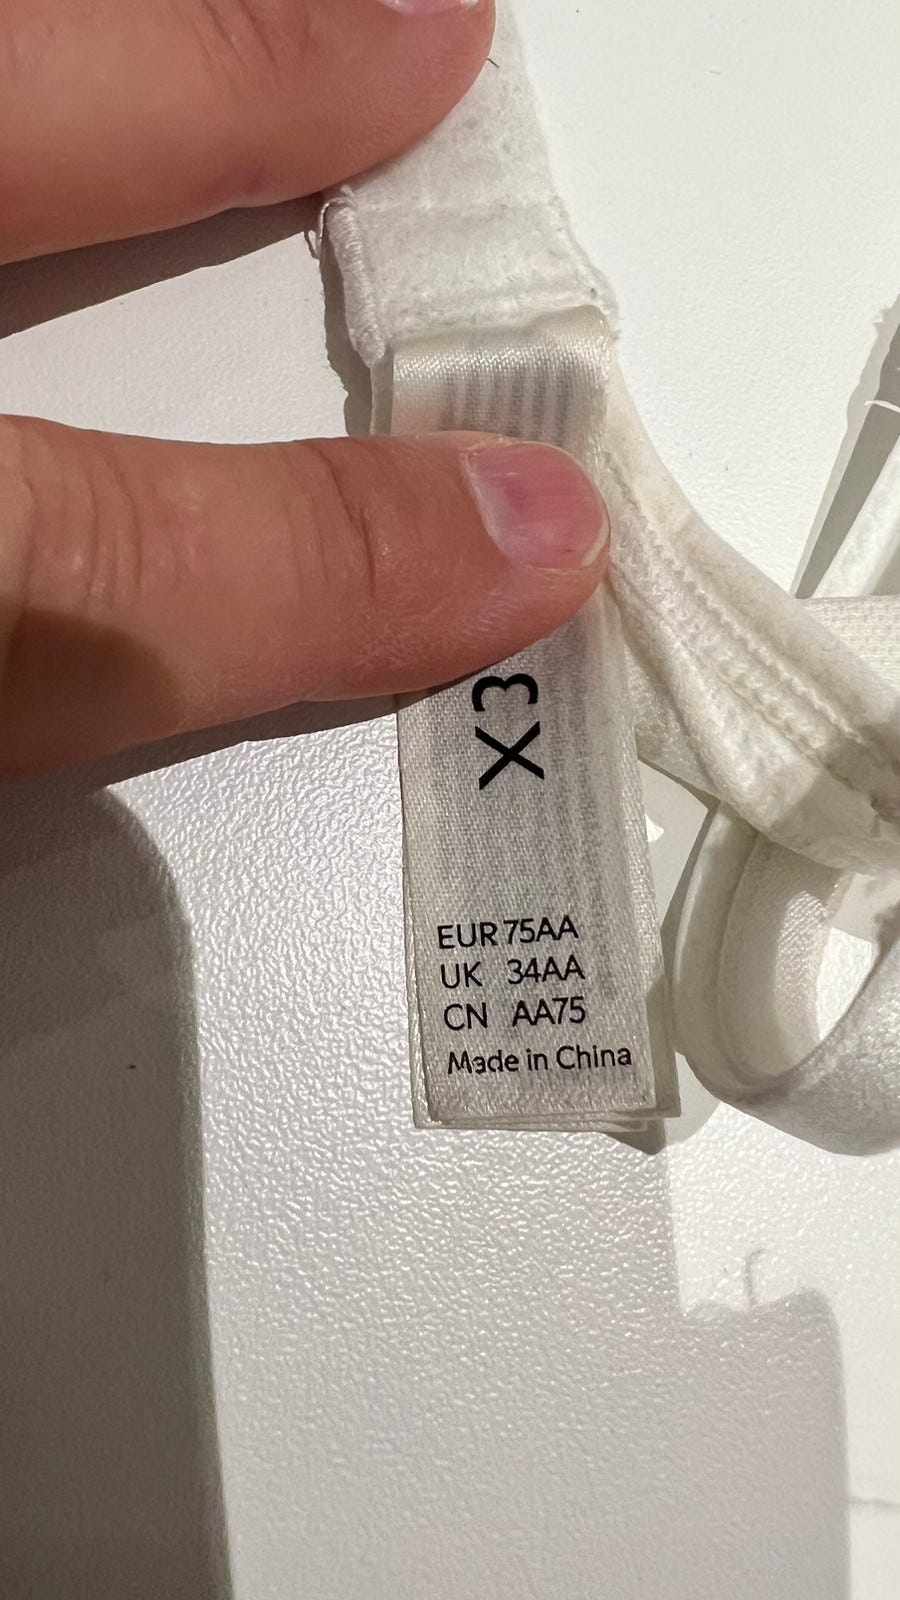 X3
EUR 75AA
UK 34AA
CN AA75
Made in China